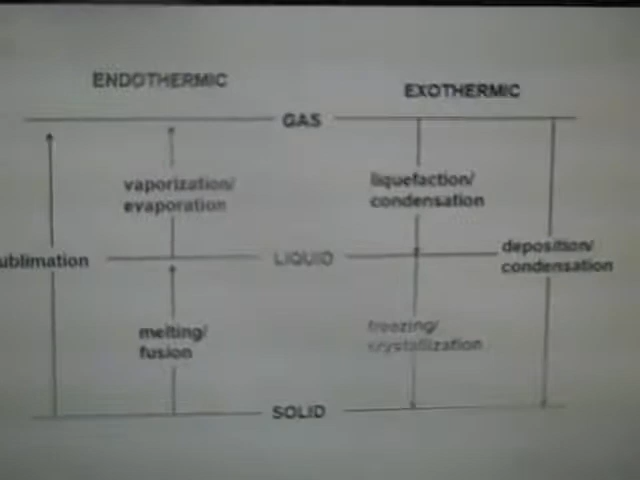 ENDOTHERMIC
EXOTHERMIC
GAS
vaporization/
evaporation
liquefaction/
condensation
ublimation
LIQUID
deposition/
condensation
melting/
fusion
freezing/
crystallization
SOLID